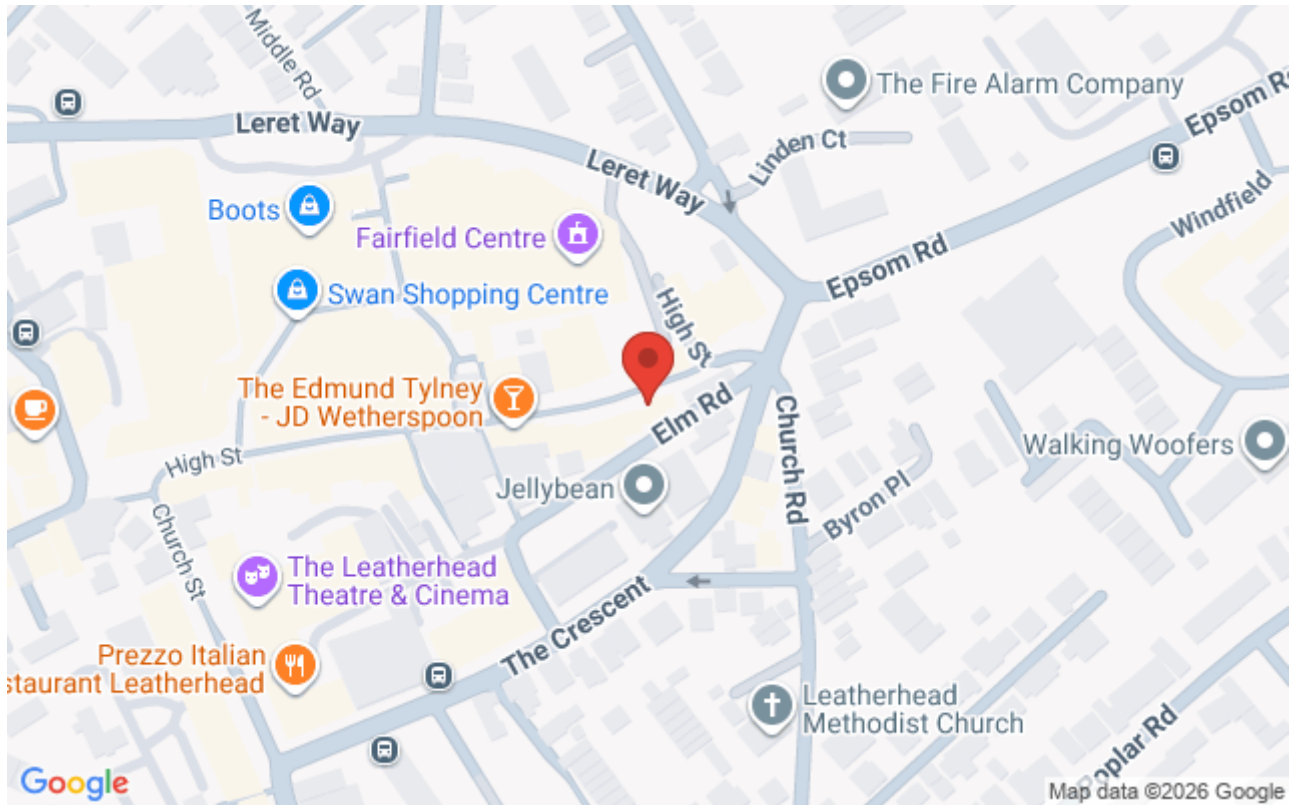 Middle Rd
Leret Way
The Fire Alarm Company
Epsom Rd
Leret Way
Linden Ct
Boots
Fairfield Centre
Windfield
Swan Shopping Centre
Epsom Rd
High St
The Edmund Tylney
- JD Wetherspoon
Elm Rd
Church Rd
High St
Walking Woofers
Jellybean
Byron Pl
Church St
The Leatherhead
Theatre & Cinema
The Crescent
Prezzo Italian
staurant Leatherhead
Leatherhead
Methodist Church
Poplar Rd
Google
Map data ©2026 Google